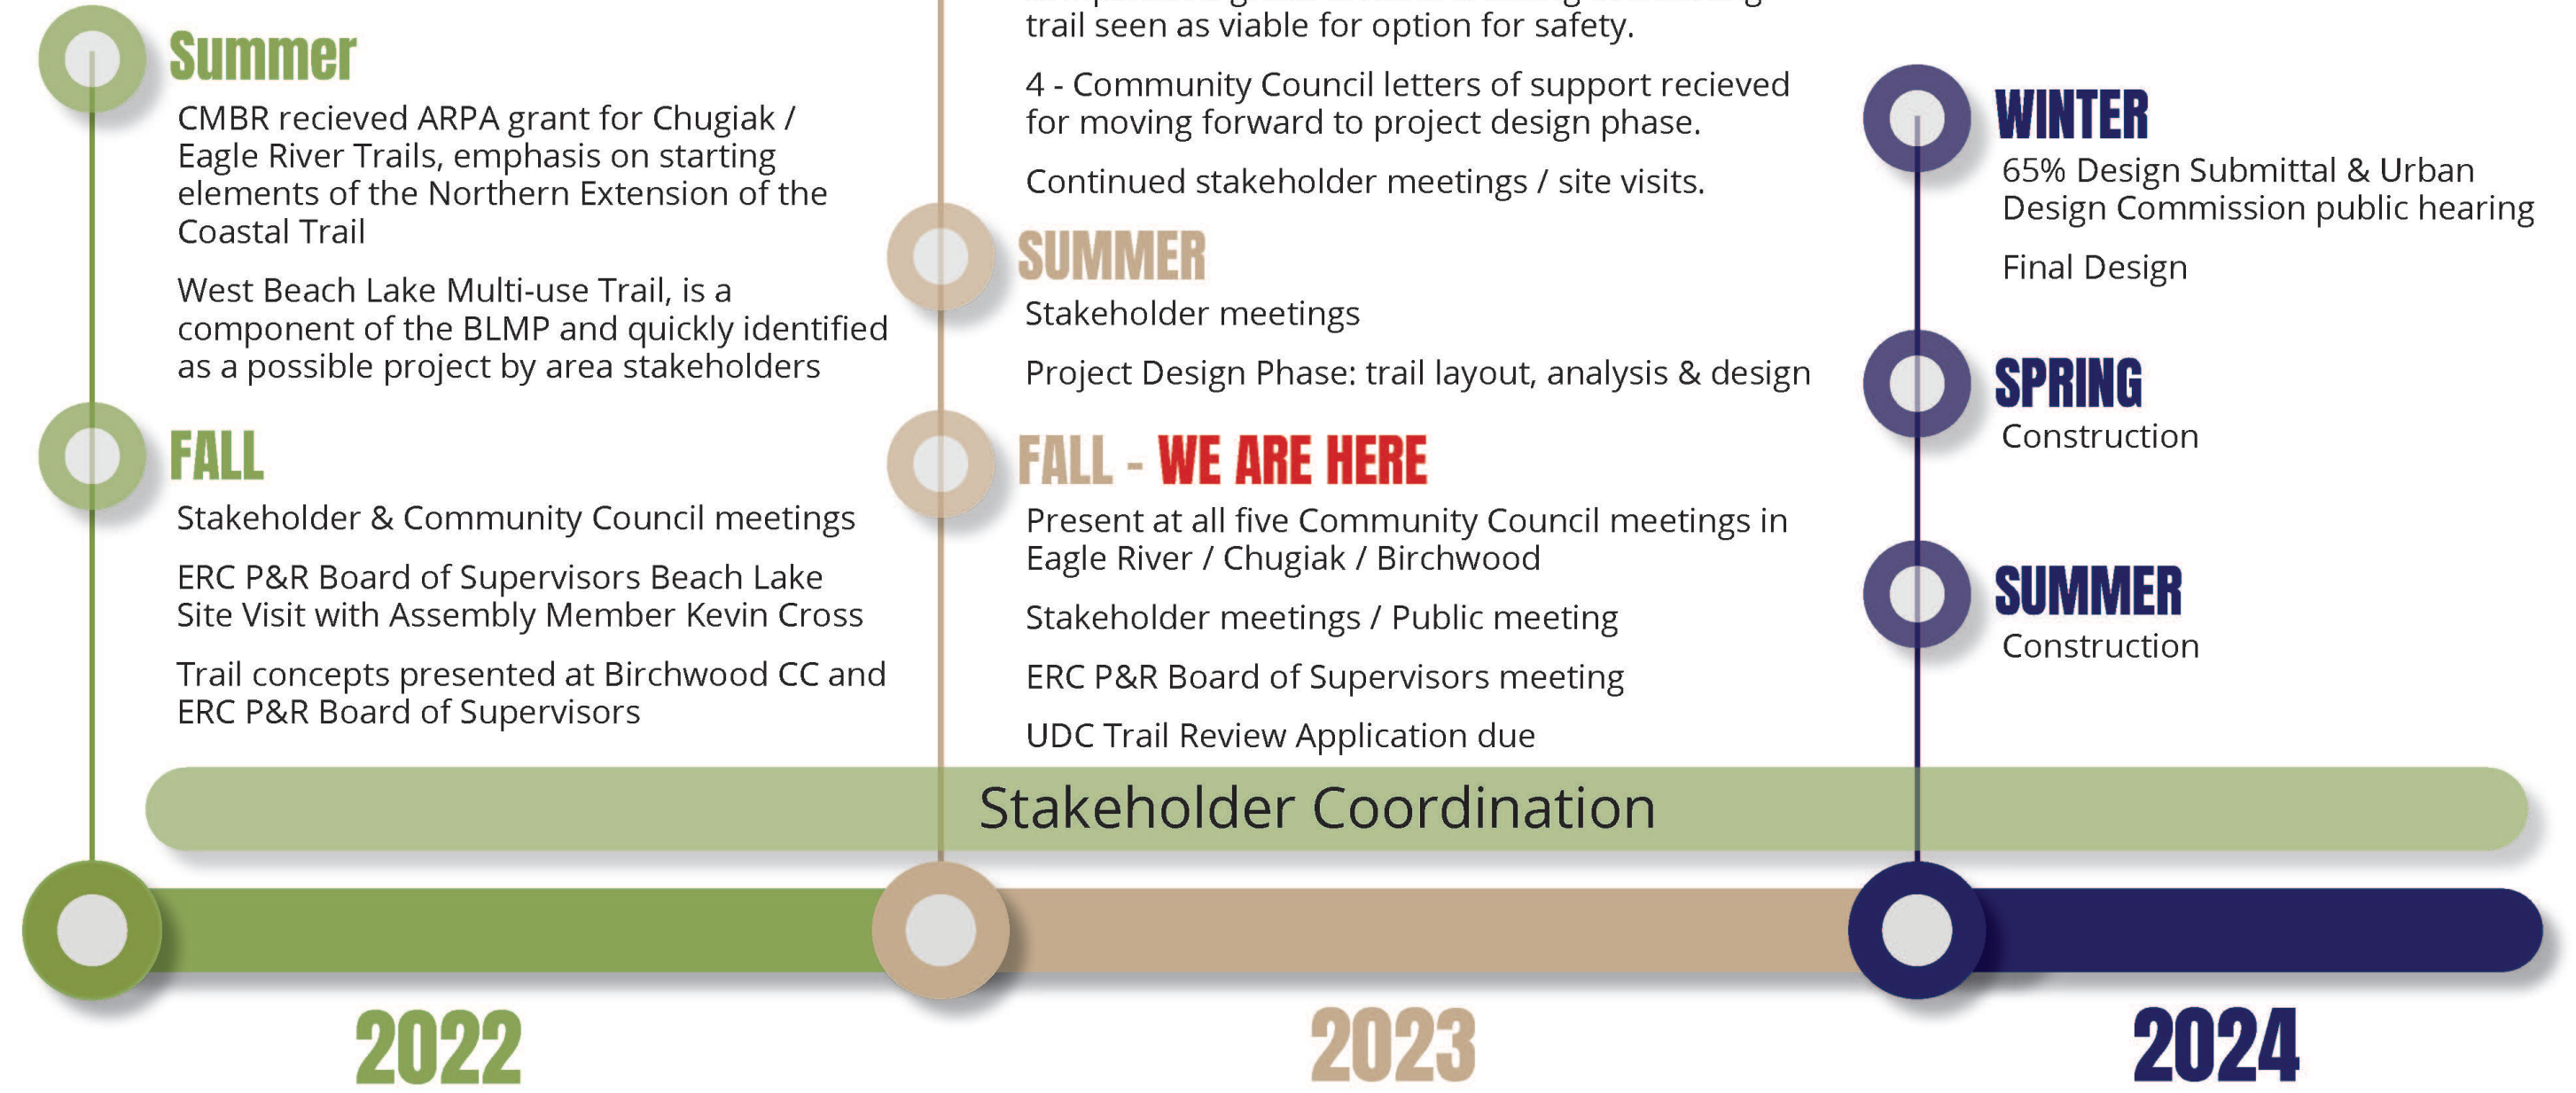 Summer
CMBR recieved ARPA grant for Chugiak /
Eagle River Trails, emphasis on starting
elements of the Northern Extension of the
Coastal Trail
West Beach Lake Multi-use Trail, is a
component of the BLMP and quickly identified
as a possible project by area stakeholders
FALL
Stakeholder & Community Council meetings
ERC P&R Board of Supervisors Beach Lake
Site Visit with Assembly Member Kevin Cross
Trail concepts presented at Birchwood CC and
ERC P&R Board of Supervisors
trail seen as viable for option for safety.
4 - Community Council letters of support recieved
for moving forward to project design phase.
Continued stakeholder meetings / site visits.
SUMMER
Stakeholder meetings
Project Design Phase: trail layout, analysis & design
FALL - WE ARE HERE
Present at all five Community Council meetings in
Eagle River / Chugiak / Birchwood
Stakeholder meetings / Public meeting
ERC P&R Board of Supervisors meeting
UDC Trail Review Application due
WINTER
65% Design Submittal & Urban
Design Commission public hearing
Final Design
SPRING
Construction
SUMMER
Construction
Stakeholder Coordination
2022
2023
2024